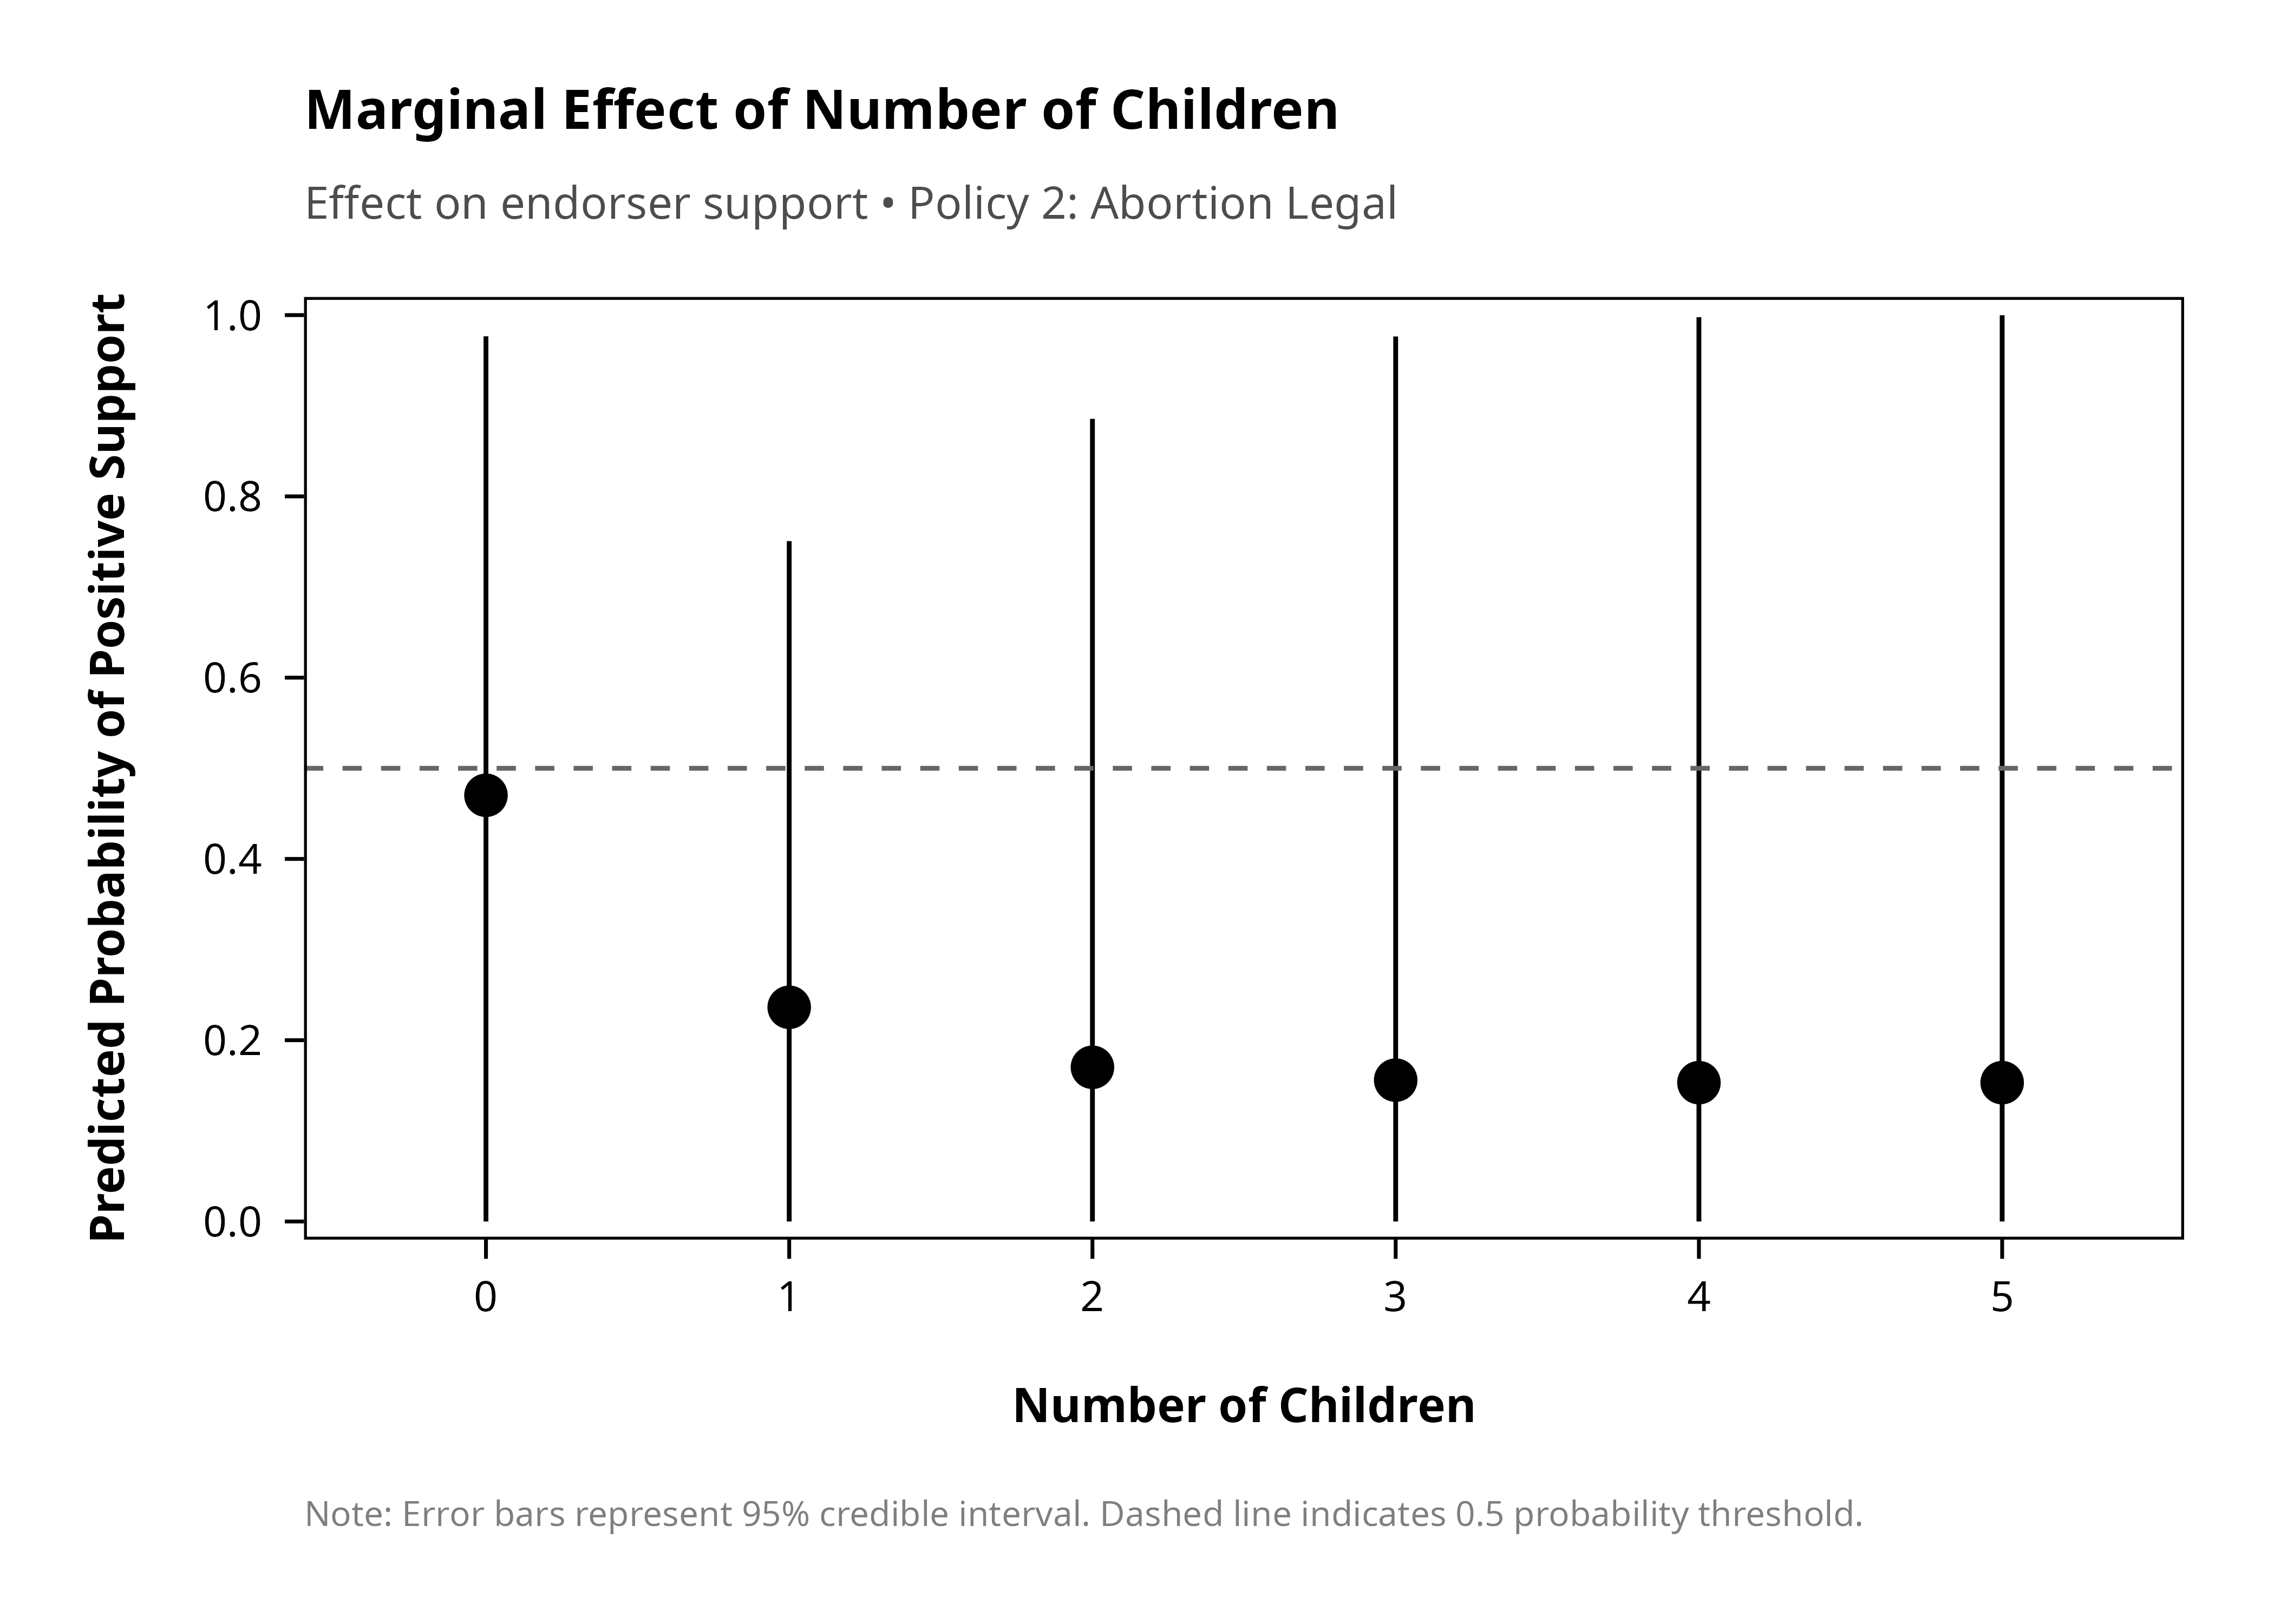 Marginal Effect of Number of Children
Effect on endorser support • Policy 2: Abortion Legal
Predicted Probability of Positive Support
1.0
0.8
0.6
0.4
0.2
0.0
0 1 2 3 4 5
Number of Children
Note: Error bars represent 95% credible interval. Dashed line indicates 0.5 probability threshold.